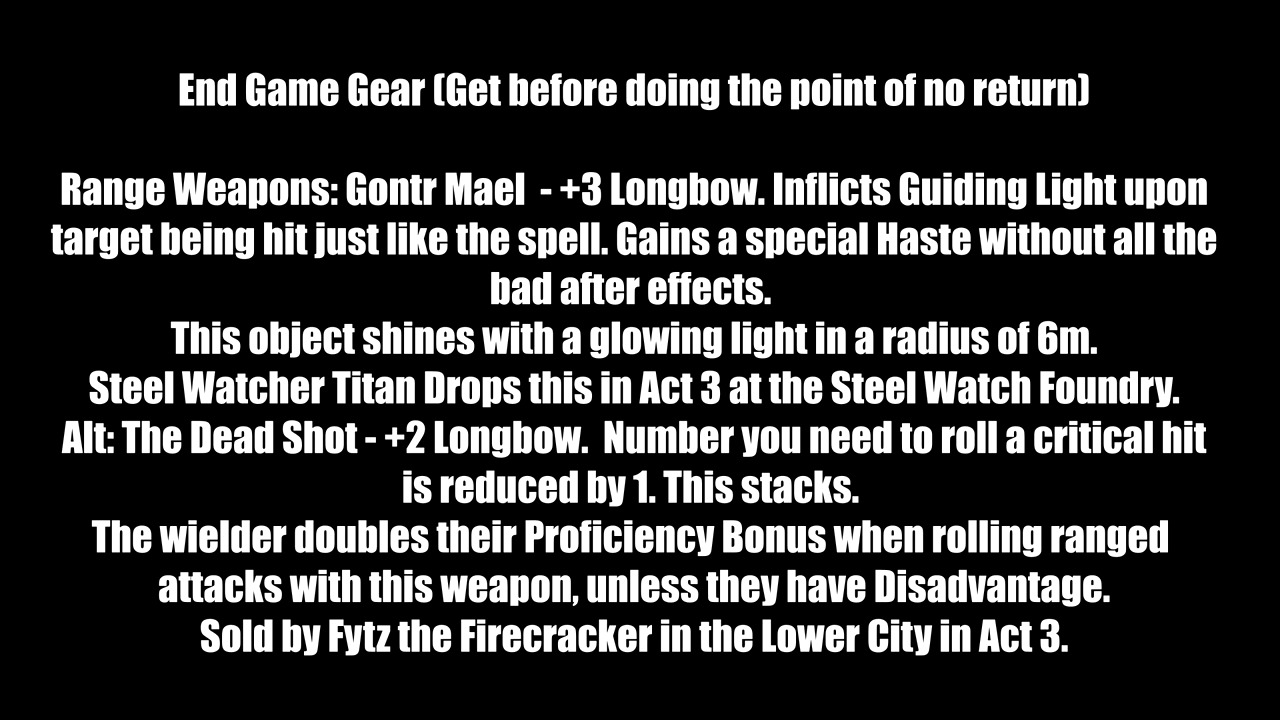 End Game Gear (Get before doing the point of no return)
Range Weapons: Gontr Mael  - +3 Longbow. Inflicts Guiding Light upon
target being hit just like the spell. Gains a special Haste without all the
bad after effects.
This object shines with a glowing light in a radius of 6m.
Steel Watcher Titan Drops this in Act 3 at the Steel Watch Foundry.
Alt: The Dead Shot - +2 Longbow.  Number you need to roll a critical hit
is reduced by 1. This stacks.
The wielder doubles their Proficiency Bonus when rolling ranged
attacks with this weapon, unless they have Disadvantage.
Sold by Fytz the Firecracker in the Lower City in Act 3.